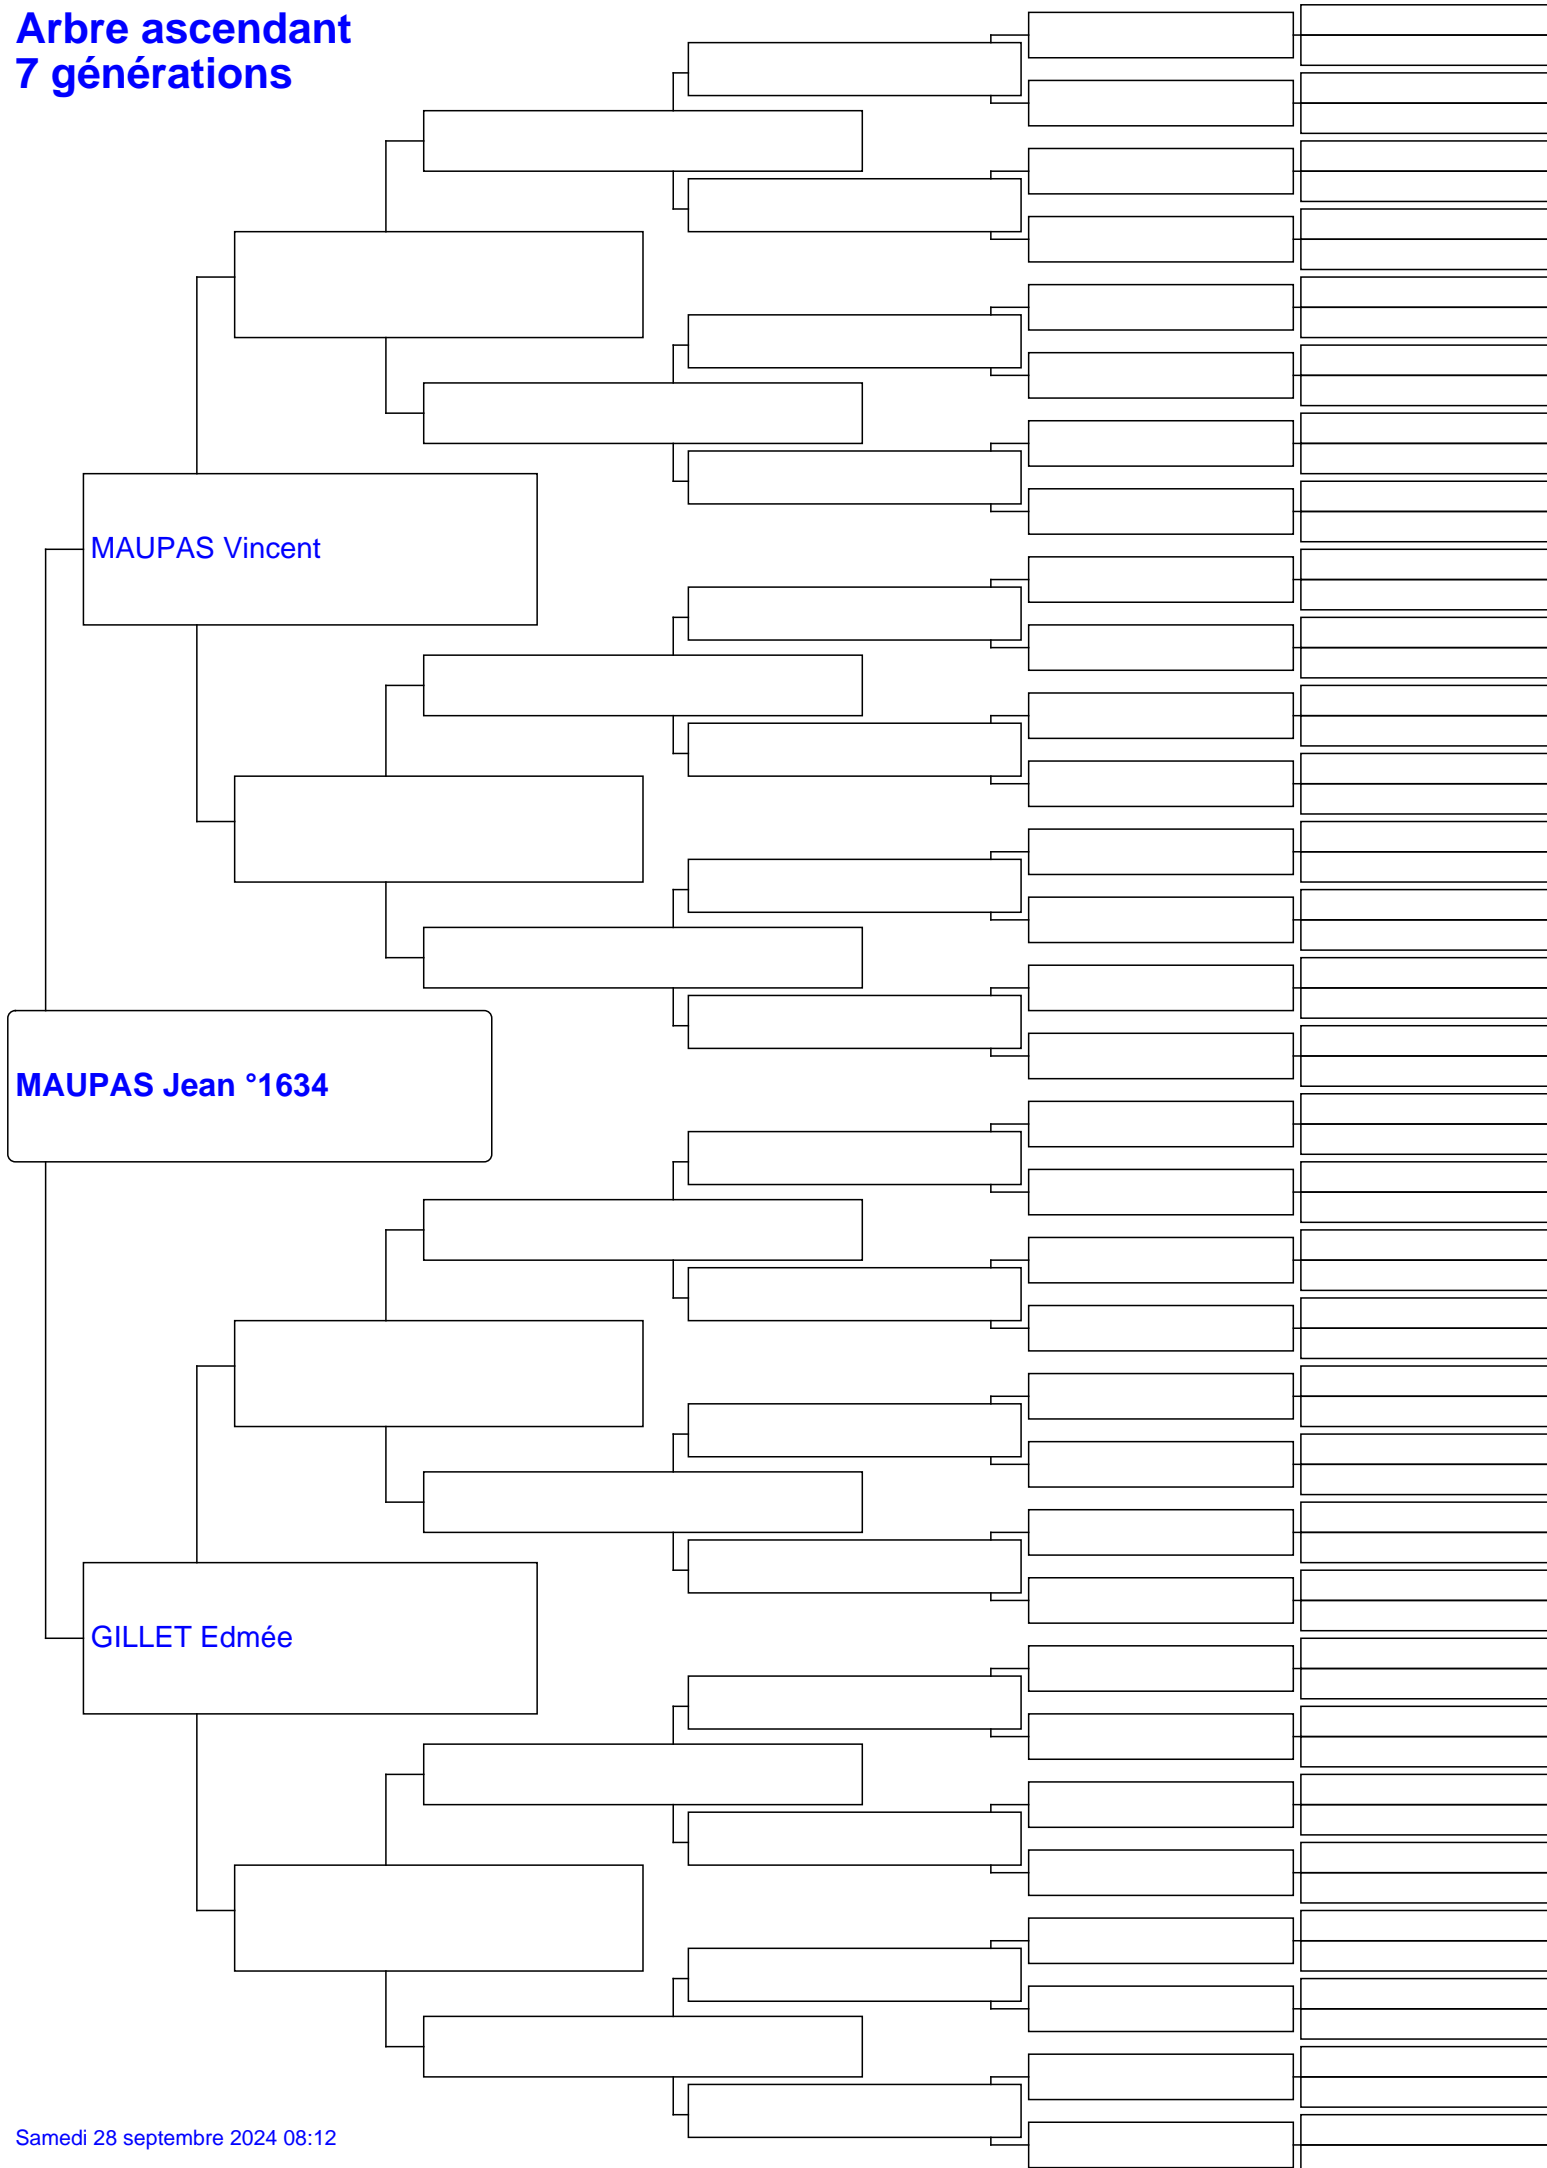 Arbre ascendant
7 générations
MAUPAS Vincent
MAUPAS Jean °1634
GILLET Edmée
Samedi 28 septembre 2024 08:12